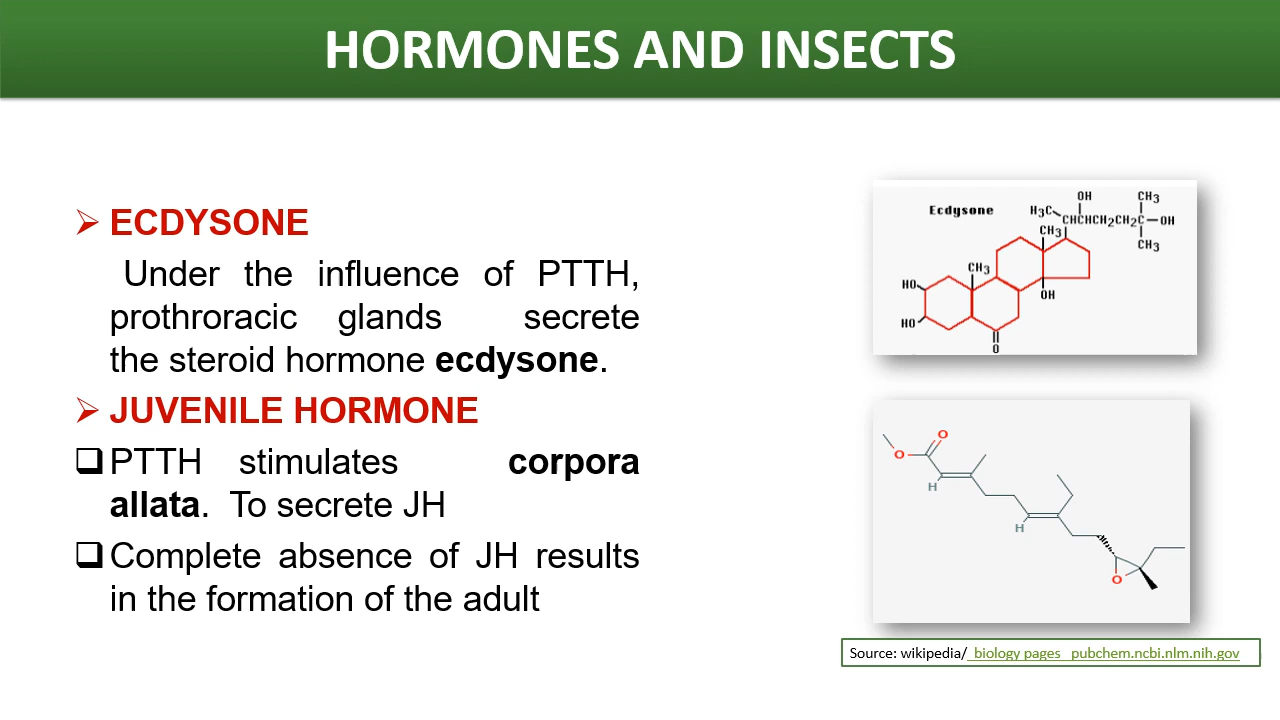 HORMONES AND INSECTS
ECDYSONE
Under the influence of PTTH,
prothroracic glands secrete
the steroid hormone ecdysone.
JUVENILE HORMONE
PTTH stimulates corpora
allata. To secrete JH
Complete absence of JH results
in the formation of the adult
Ecdysone
OH
CH3
H3C
CHCHCH2CH2C
OH
CH3
CH3
CH3
HO
OH
HO
O
O
O
H
H
O
Source: wikipedia/ biology pages pubchem.ncbi.nlm.nih.gov